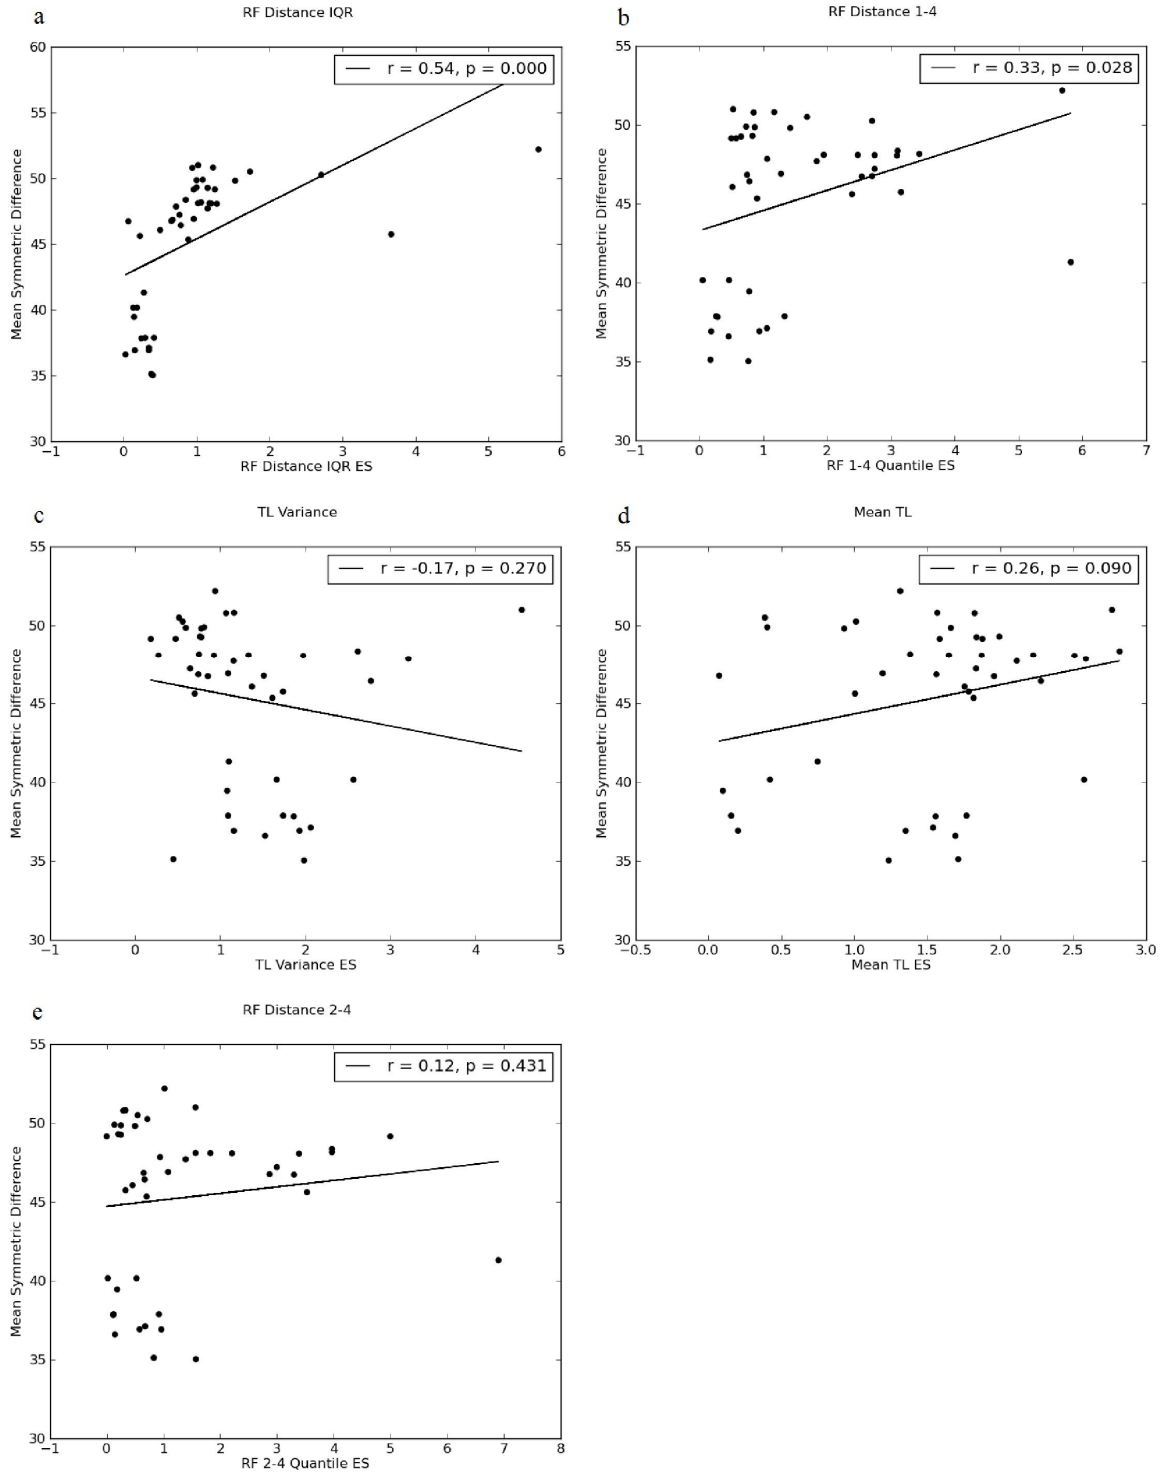 a
RF Distance IQR
60
55
50
45
40
35
30
Mean Symmetric Difference
r = 0.54, p = 0.000
−1 0 1 2 3 4 5 6
RF Distance IQR ES
b
RF Distance 1-4
55
50
45
40
35
30
Mean Symmetric Difference
r = 0.33, p = 0.028
−1 0 1 2 3 4 5 6 7
RF 1-4 Quantile ES
c
TL Variance
55
50
45
40
35
30
Mean Symmetric Difference
r = -0.17, p = 0.270
−1 0 1 2 3 4 5
TL Variance ES
d
Mean TL
55
50
45
40
35
30
Mean Symmetric Difference
r = 0.26, p = 0.090
−0.5 0.0 0.5 1.0 1.5 2.0 2.5 3.0
Mean TL ES
e
RF Distance 2-4
55
50
45
40
35
30
Mean Symmetric Difference
r = 0.12, p = 0.431
−1 0 1 2 3 4 5 6 7 8
RF 2-4 Quantile ES